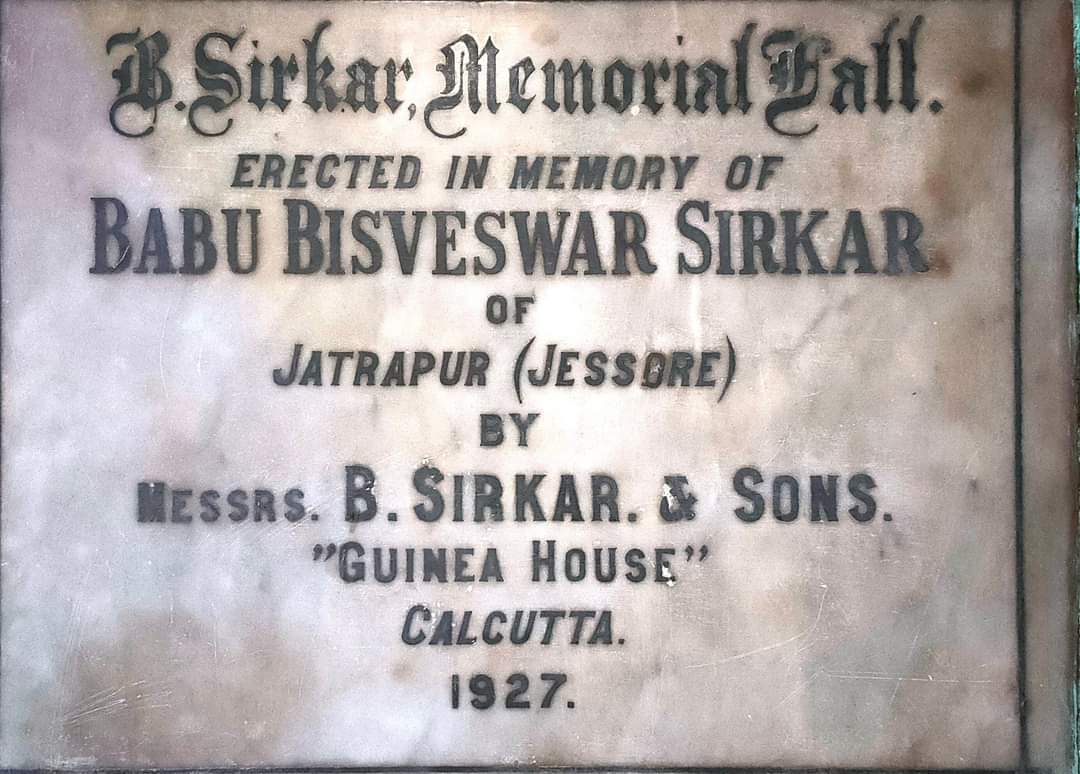 B. Sirkar, Memorial Hall.
ERECTED IN MEMORY OF
BABU BISVESWAR SIRKAR
OF
JATRAPUR (JESSORE)
BY
MESSRS. B. SIRKAR. & SONS.
"GUINEA HOUSE"
CALCUTTA.
1927.